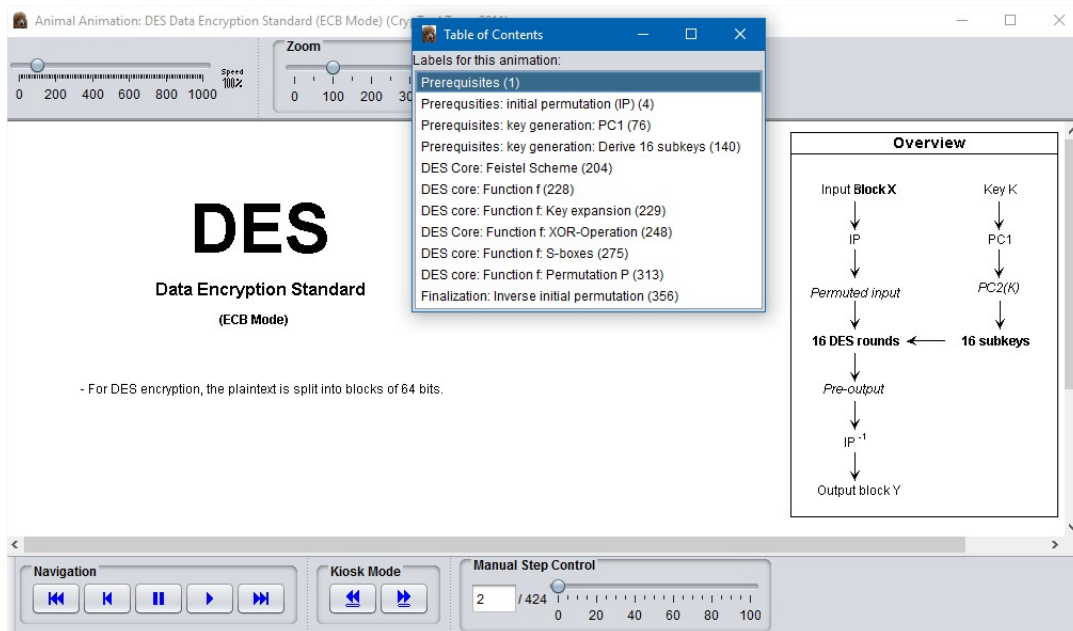 Animal Animation: DES Data Encryption Standard (ECB Mode) (Cry
Table of Contents
Zoom
Speed
100%
0 200 400 600 800 1000
0 100 200 30
Labels for this animation:
Prerequisites (1)
Prerequsities: initial permutation (IP) (4)
Prerequisites: key generation: PC1 (76)
Prerequisites: key generation: Derive 16 subkeys (140)
DES Core: Feistel Scheme (204)
DES core: Function f (228)
DES core: Function f: Key expansion (229)
DES Core: Function f: XOR-Operation (248)
DES core: Function f: S-boxes (275)
DES core: Function f: Permutation P (313)
Finalization: Inverse initial permutation (356)
DES
Data Encryption Standard
(ECB Mode)
- For DES encryption, the plaintext is split into blocks of 64 bits.
Overview
Input Block X Key K
IP PC1
Permuted input PC2(K)
16 DES rounds 16 subkeys
Pre-output
IP -1
Output block Y
Navigation
Kiosk Mode
Manual Step Control
2 / 424
0 20 40 60 80 100